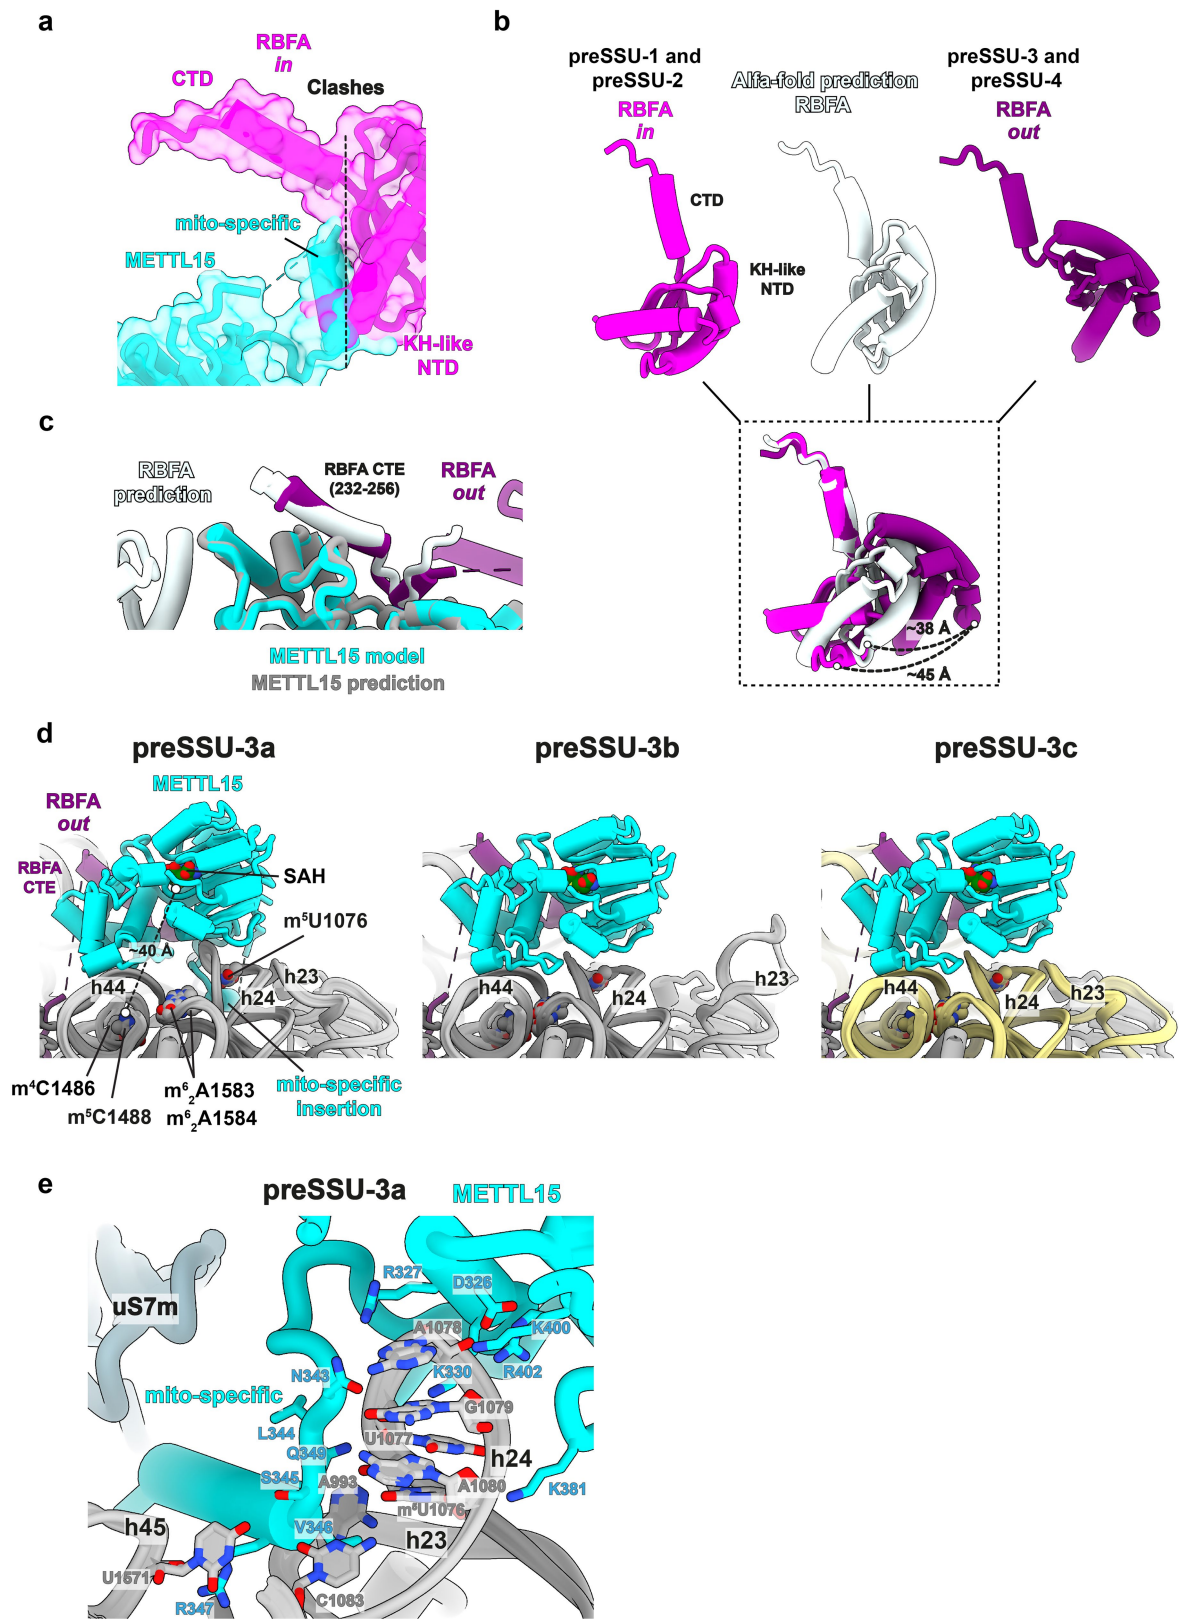 a
RBFA
in
CTD
Clashes
mito-specific
METTL15
KH-like
NTD
b
preSSU-1 and
preSSU-2
RBFA
in
Alfa-fold prediction
RBFA
preSSU-3 and
preSSU-4
RBFA
out
CTD
KH-like
NTD
~38 Å
~45 Å
c
RBFA
prediction
RBFA CTE
(232-256)
RBFA
out
METTL15 model
METTL15 prediction
d
preSSU-3a
preSSU-3b
preSSU-3c
METTL15
RBFA
out
RBFA
CTE
SAH
m⁵U1076
~40 Å
h44
h24
h23
m⁴C1486
m⁵C1488
m⁶₂A1583
m⁶₂A1584
mito-specific
insertion
h44
h24
h23
h44
h24
h23
e
preSSU-3a
METTL15
uS7m
R327
D326
A1078
K400
N343
K330
R402
mito-specific
G1079
L344
U1077
Q349
h24
S345
A993
A1080
K381
m⁵U1076
h45
V346
h23
U1571
C1083
R347